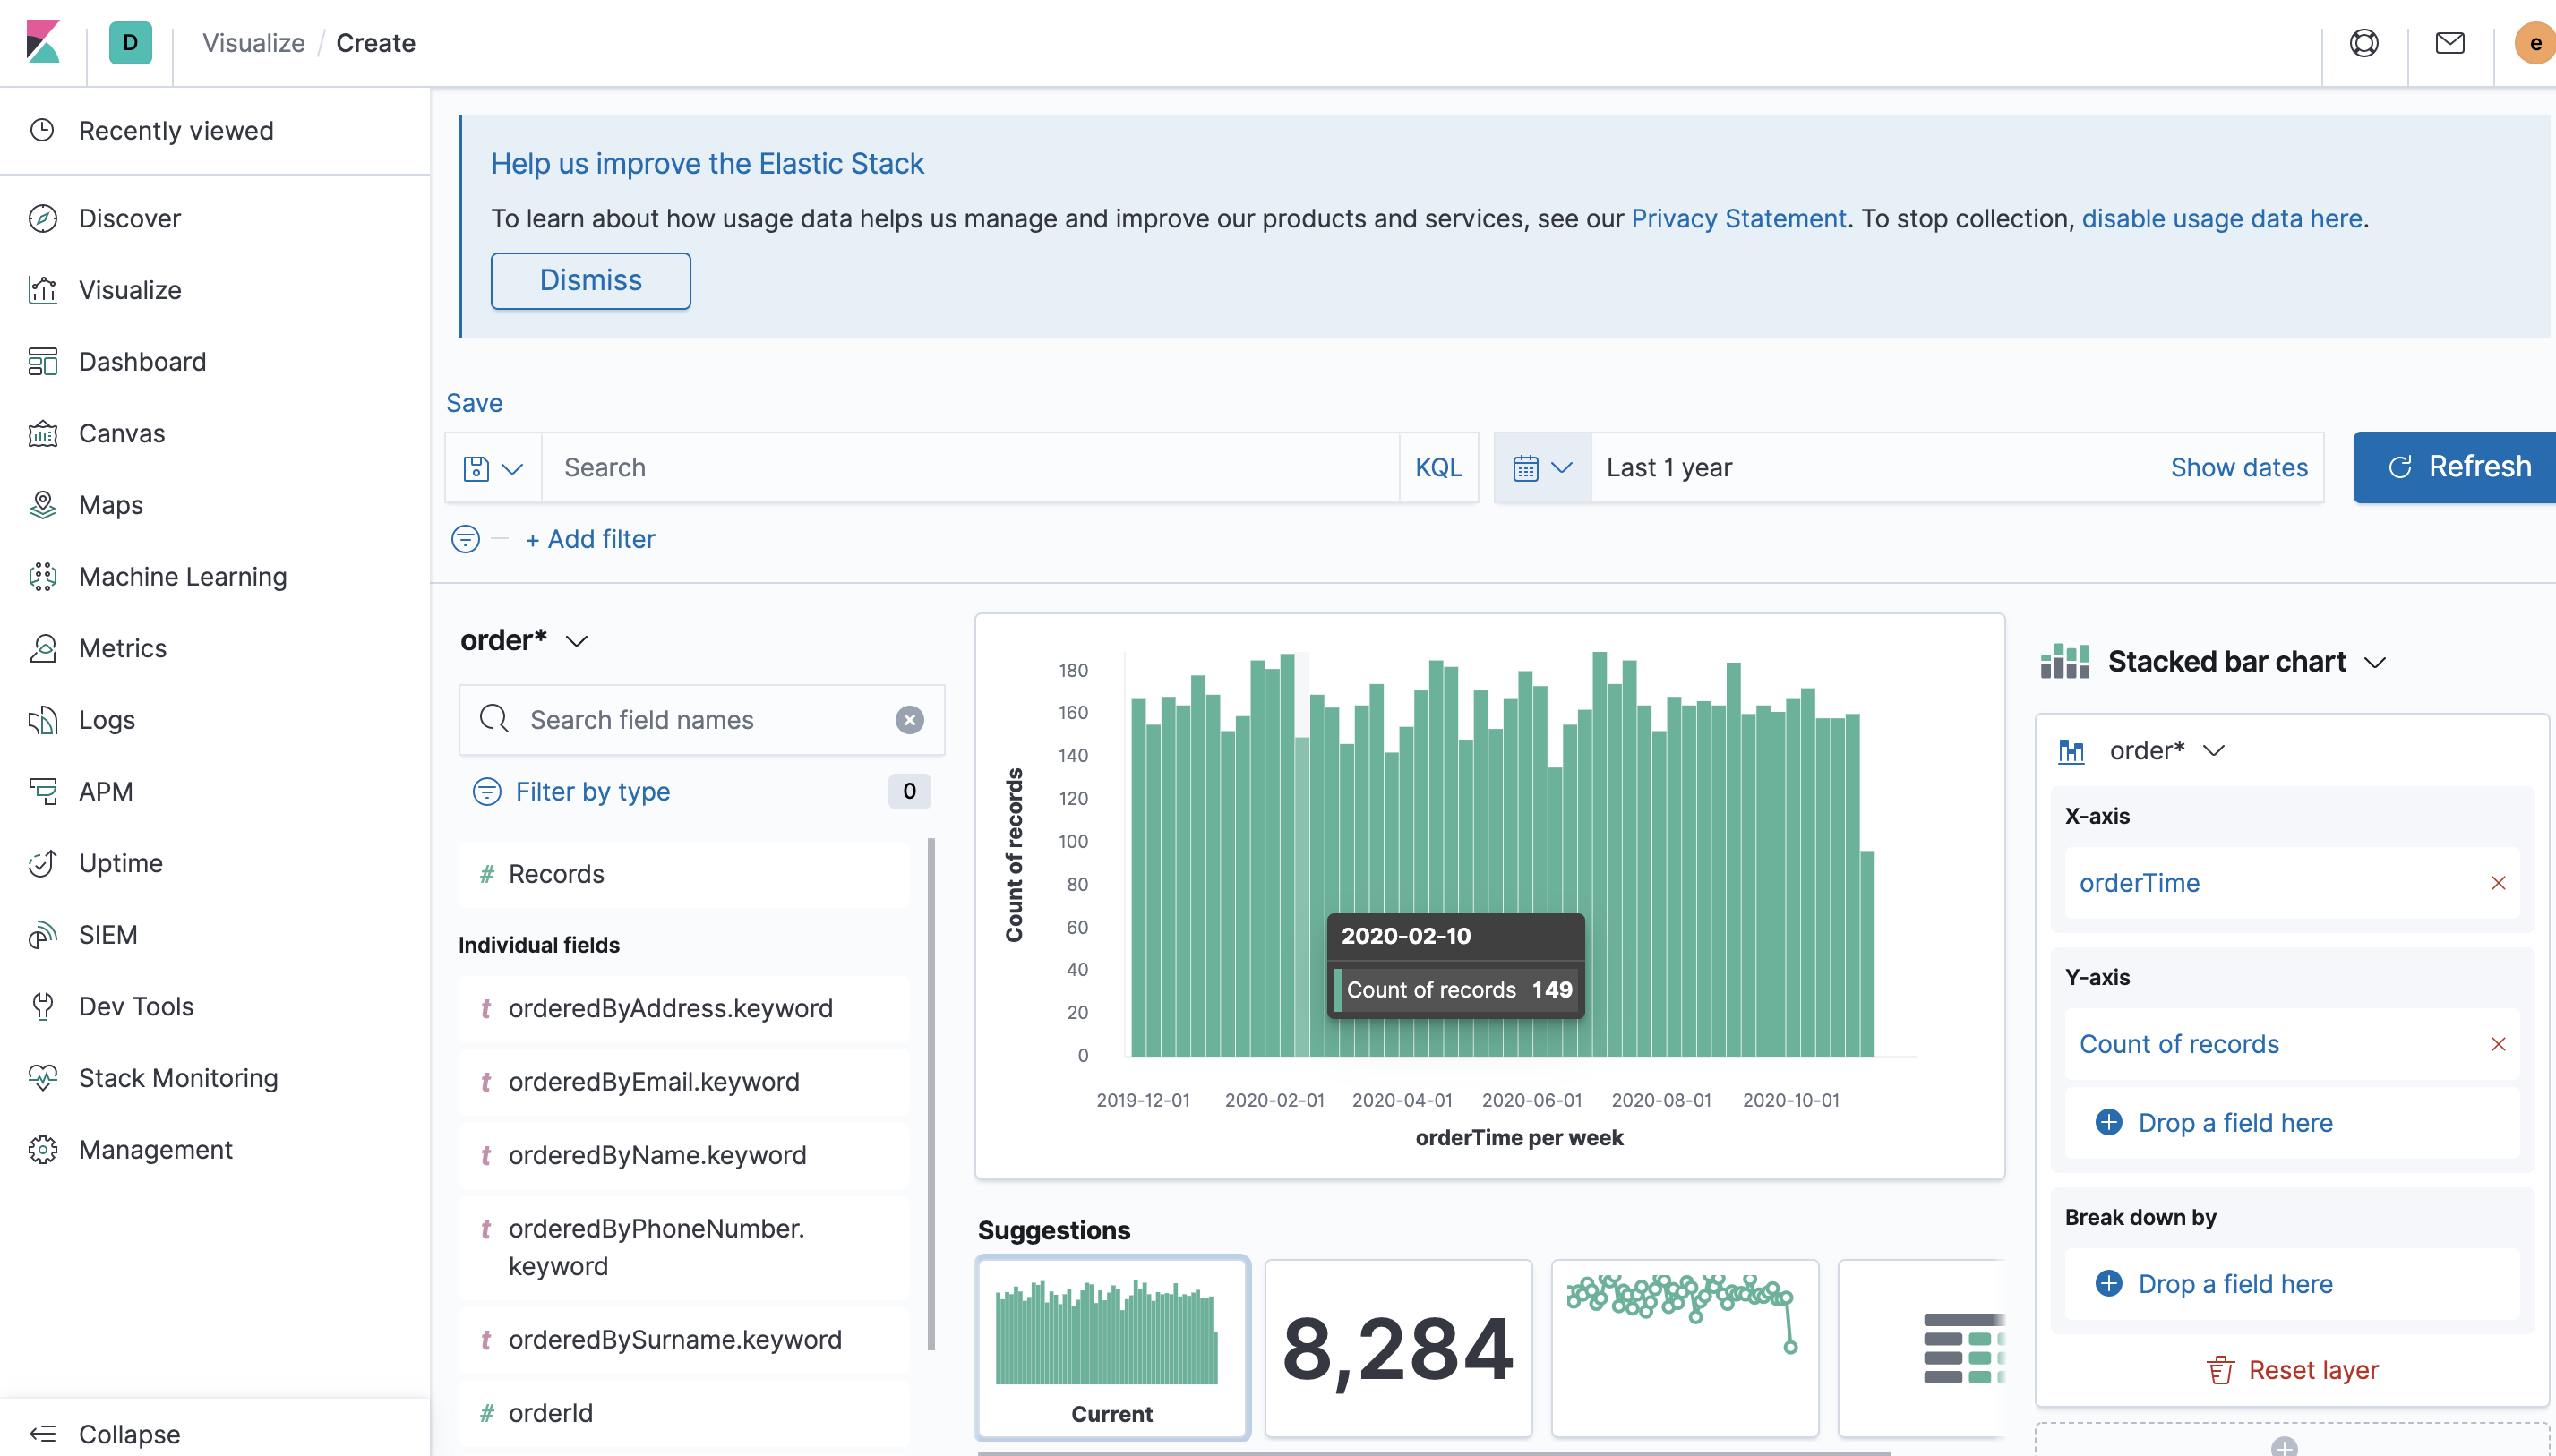 D
Visualize / Create
e
Recently viewed
Discover
Visualize
Dashboard
Canvas
Maps
Machine Learning
Metrics
Logs
APM
Uptime
SIEM
Dev Tools
Stack Monitoring
Management
Collapse
Help us improve the Elastic Stack
To learn about how usage data helps us manage and improve our products and services, see our Privacy Statement. To stop collection, disable usage data here.
Dismiss
Save
Search
KQL
Last 1 year
Show dates
Refresh
+ Add filter
order*
Search field names
Filter by type
0
# Records
Individual fields
t orderedByAddress.keyword
t orderedByEmail.keyword
t orderedByName.keyword
t orderedByPhoneNumber.
keyword
t orderedBySurname.keyword
# orderId
Count of records
180
160
140
120
100
80
60
40
20
0
2020-02-10
Count of records 149
2019-12-01 2020-02-01 2020-04-01 2020-06-01 2020-08-01 2020-10-01
orderTime per week
Suggestions
Current
8,284
Stacked bar chart
order*
X-axis
orderTime
Y-axis
Count of records
Drop a field here
Break down by
Drop a field here
Reset layer